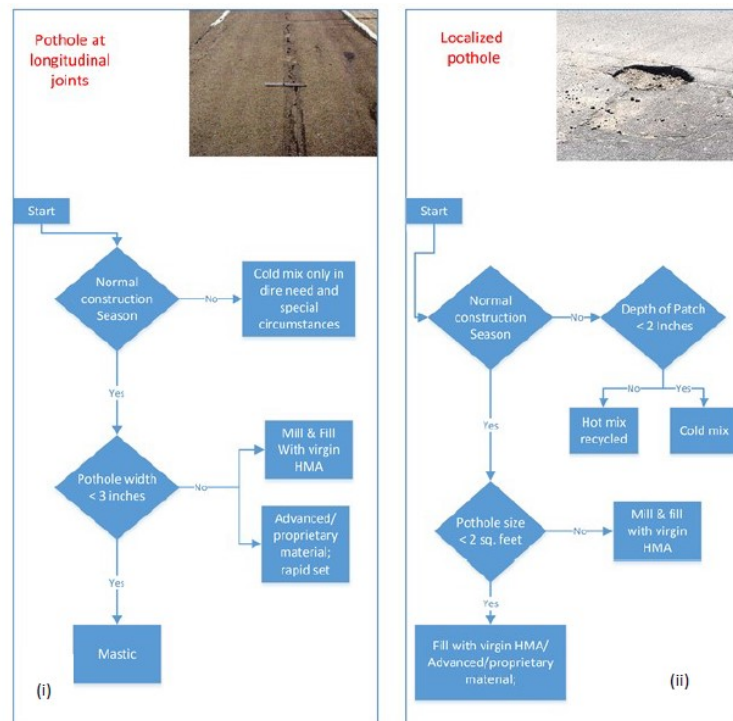 Pothole at
longitudinal
joints
Start
Normal
construction
Season
No
Cold mix only in
dire need and
special
circumstances
Yes
Pothole width
< 3 inches
No
Mill & Fill
With virgin
HMA
Advanced/
proprietary
material;
rapid set
Yes
Mastic
(i)
Localized
pothole
Start
Normal
construction
Season
No
Depth of Patch
< 2 Inches
No
Yes
Hot mix
recycled
Cold mix
Yes
Pothole size
< 2 sq. feet
No
Mill & fill
with virgin
HMA
Yes
Fill with virgin HMA/
Advanced/proprietary
material;
(ii)